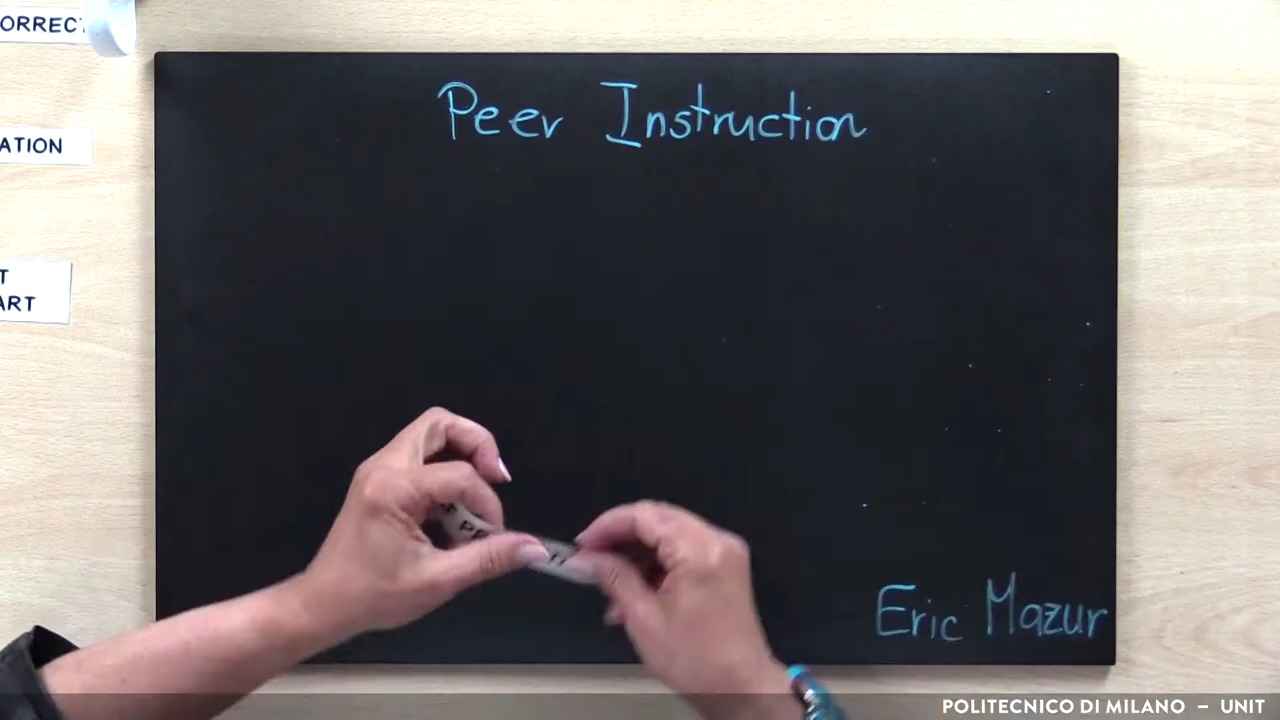 ORRECT
Peer Instruction
ATION
T
ART
Eric Mazur
POLITECNICO DI MILANO – UNIT